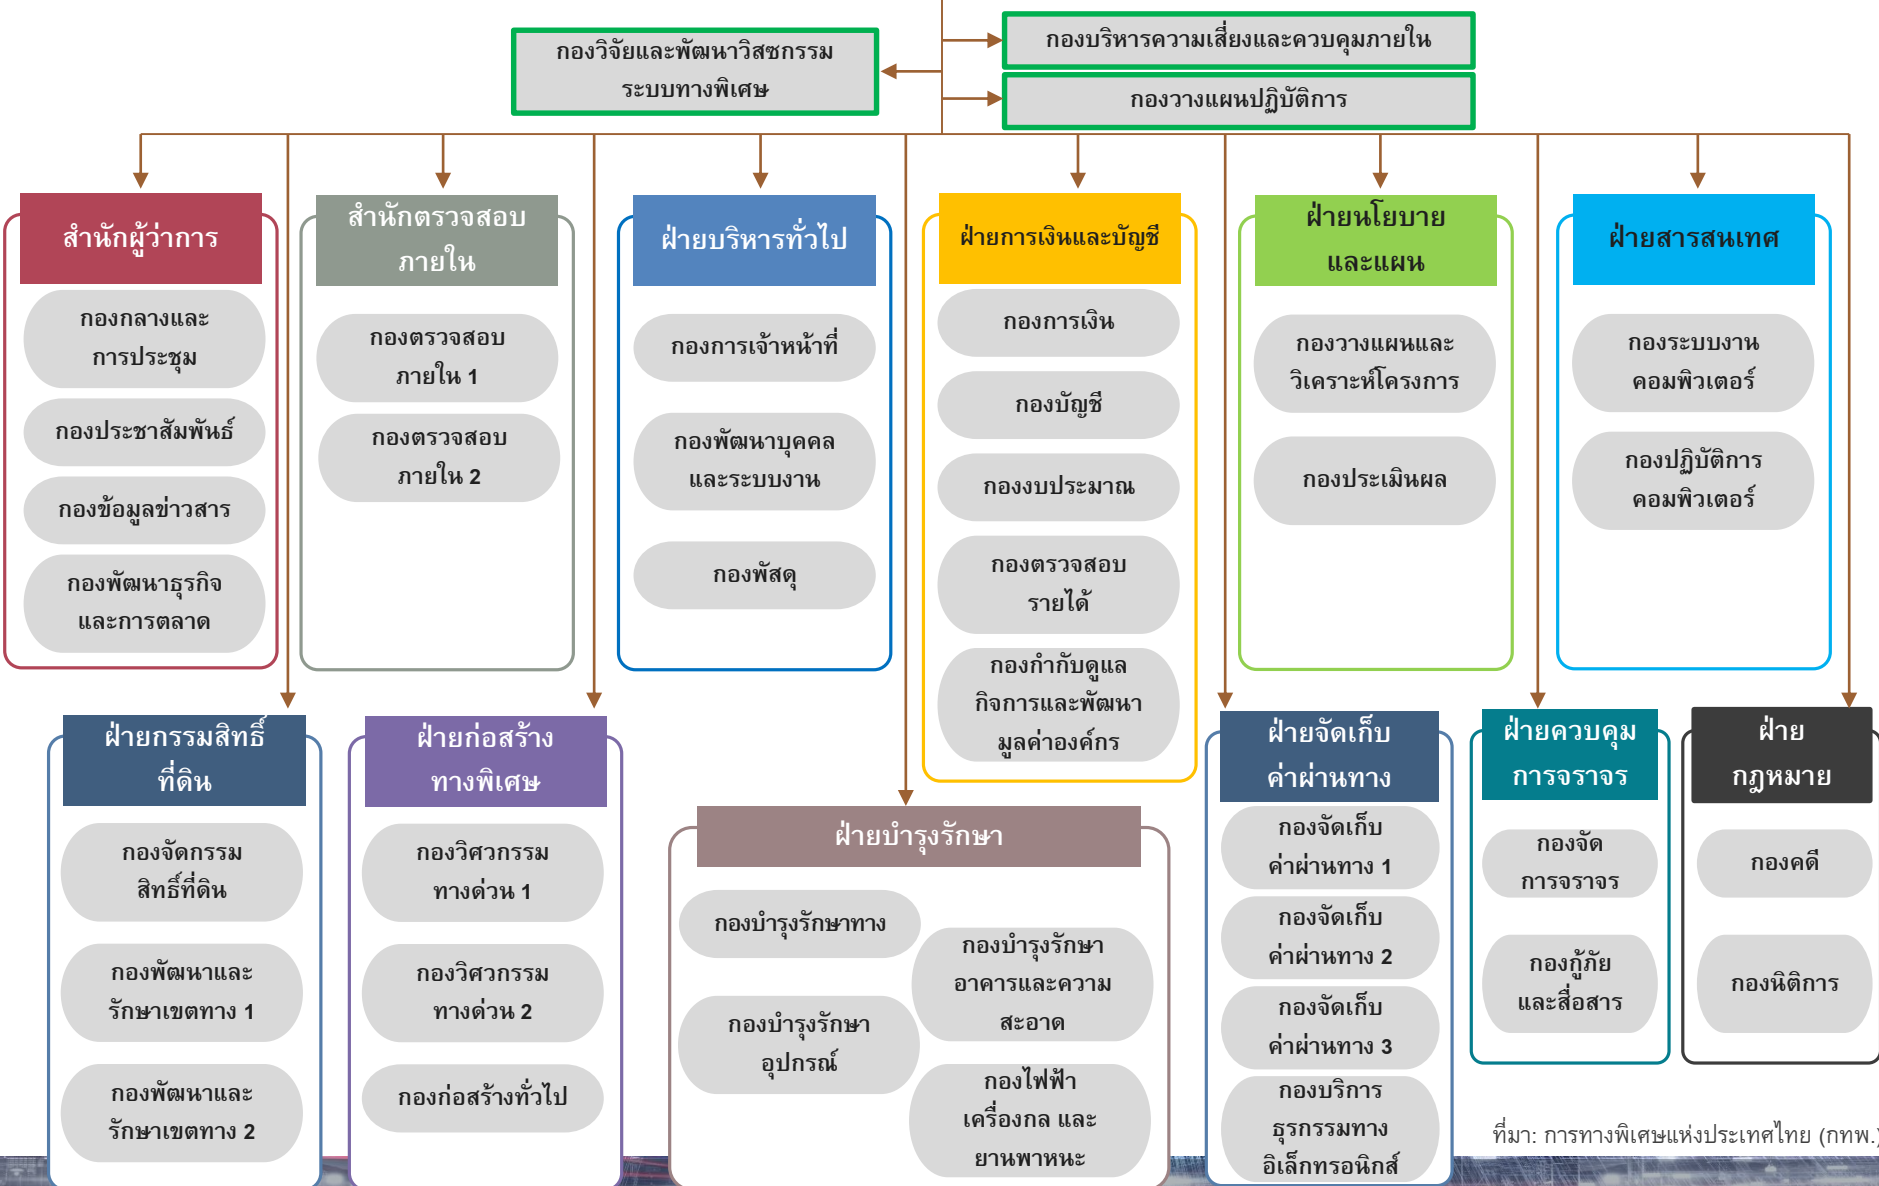 กองวิจัยและพัฒนาวิสซกรรม
ระบบทางพิเศษ
กองบริหารความเสี่ยงและควบคุมภายใน
กองวางแผนปฏิบัติการ
สำนักผู้ว่าการ
กองกลางและ
การประชุม
กองประชาสัมพันธ์
กองข้อมูลข่าวสาร
กองพัฒนาธุรกิจ
และการตลาด
สำนักตรวจสอบ
ภายใน
กองตรวจสอบ
ภายใน 1
กองตรวจสอบ
ภายใน 2
ฝ่ายบริหารทั่วไป
กองการเจ้าหน้าที่
กองพัฒนาบุคคล
และระบบงาน
กองพัสดุ
ฝ่ายการเงินและบัญชี
กองการเงิน
กองบัญชี
กองงบประมาณ
กองตรวจสอบ
รายได้
กองกำกับดูแล
กิจการและพัฒนา
มูลค่าองค์กร
ฝ่ายนโยบาย
และแผน
กองวางแผนและ
วิเคราะห์โครงการ
กองประเมินผล
ฝ่ายสารสนเทศ
กองระบบงาน
คอมพิวเตอร์
กองปฏิบัติการ
คอมพิวเตอร์
ฝ่ายกรรมสิทธิ์
ที่ดิน
กองจัดกรรม
สิทธิ์ที่ดิน
กองพัฒนาและ
รักษาเขตทาง 1
กองพัฒนาและ
รักษาเขตทาง 2
ฝ่ายก่อสร้าง
ทางพิเศษ
กองวิศวกรรม
ทางด่วน 1
กองวิศวกรรม
ทางด่วน 2
กองก่อสร้างทั่วไป
ฝ่ายบำรุงรักษา
กองบำรุงรักษาทาง
กองบำรุงรักษา
อุปกรณ์
กองบำรุงรักษา
อาคารและความ
สะอาด
กองไฟฟ้า
เครื่องกล และ
ยานพาหนะ
ฝ่ายจัดเก็บ
ค่าผ่านทาง
กองจัดเก็บ
ค่าผ่านทาง 1
กองจัดเก็บ
ค่าผ่านทาง 2
กองจัดเก็บ
ค่าผ่านทาง 3
กองบริการ
ธุรกรรมทาง
อิเล็กทรอนิกส์
ฝ่ายควบคุม
การจราจร
กองจัด
การจราจร
กองกู้ภัย
และสื่อสาร
ฝ่าย
กฎหมาย
กองคดี
กองนิติการ
ที่มา: การทางพิเศษแห่งประเทศไทย (กทพ.)